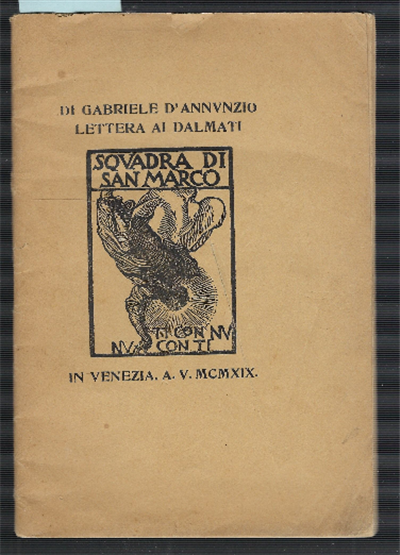 DI GABRIELE D'ANNVNZIO
LETTERA AI DALMATI
SQVADRA DI
SAN MARCO
TI CON NV
NV CON TI
IN VENEZIA. A. V. MCMXIX.